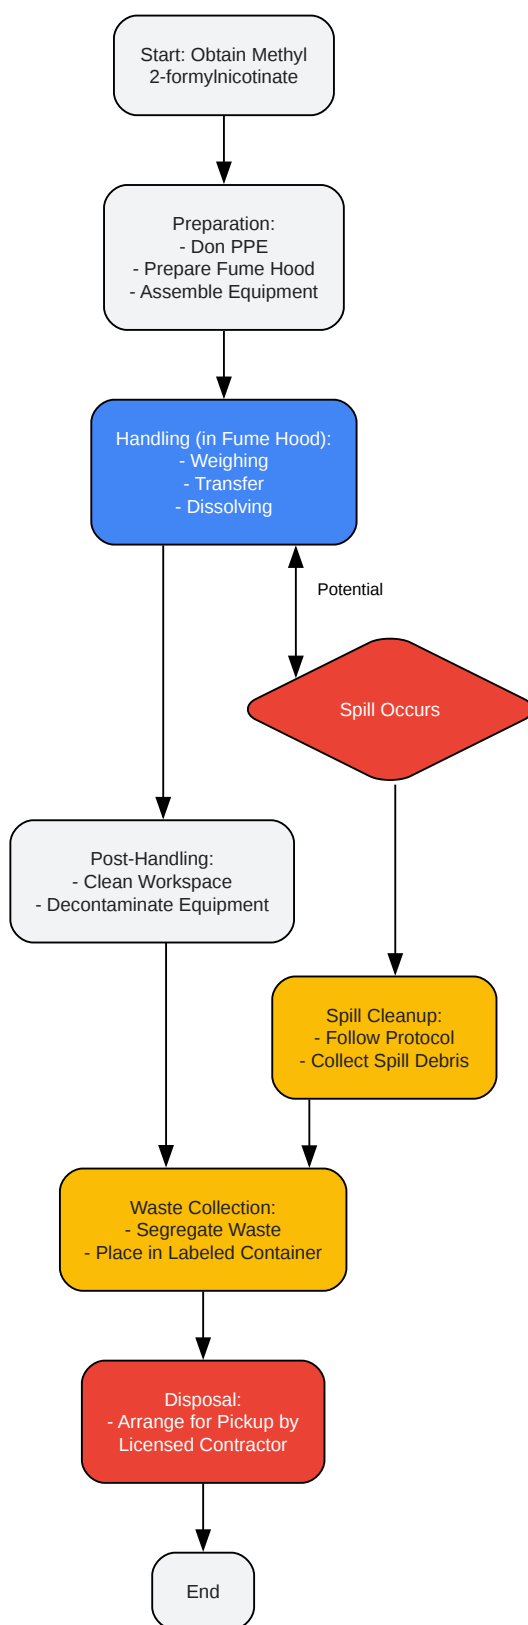 Start: Obtain Methyl
2-formylnicotinate
Preparation:
- Don PPE
- Prepare Fume Hood
- Assemble Equipment
Handling (in Fume Hood):
- Weighing
- Transfer
- Dissolving
Potential
Spill Occurs
Post-Handling:
- Clean Workspace
- Decontaminate Equipment
Spill Cleanup:
- Follow Protocol
- Collect Spill Debris
Waste Collection:
- Segregate Waste
- Place in Labeled Container
Disposal:
- Arrange for Pickup by
Licensed Contractor
End